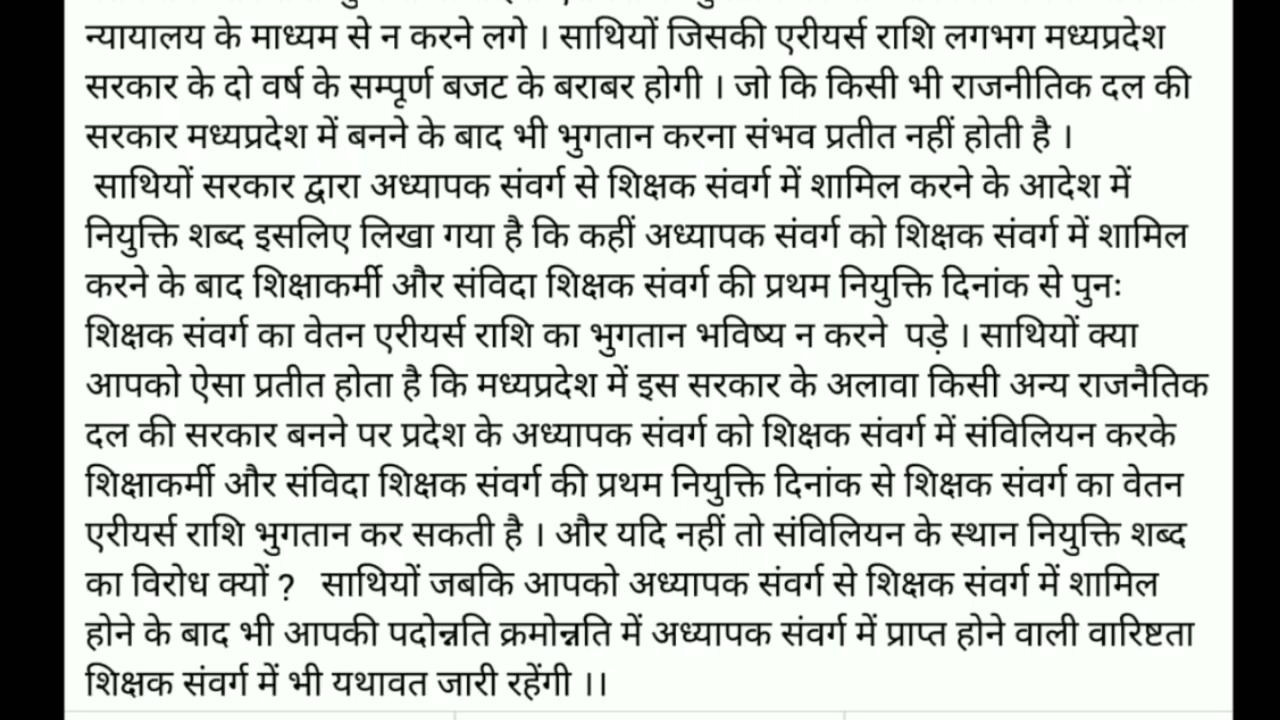 न्यायालय के माध्यम से न करने लगे । साथियों जिसकी एरीयर्स राशि लगभग मध्यप्रदेश
सरकार के दो वर्ष के सम्पूर्ण बजट के बराबर होगी । जो कि किसी भी राजनीतिक दल की
सरकार मध्यप्रदेश में बनने के बाद भी भुगतान करना संभव प्रतीत नहीं होती है ।
साथियों सरकार द्वारा अध्यापक संवर्ग से शिक्षक संवर्ग में शामिल करने के आदेश में
नियुक्ति शब्द इसलिए लिखा गया है कि कहीं अध्यापक संवर्ग को शिक्षक संवर्ग में शामिल
करने के बाद शिक्षाकर्मी और संविदा शिक्षक संवर्ग की प्रथम नियुक्ति दिनांक से पुनः
शिक्षक संवर्ग का वेतन एरीयर्स राशि का भुगतान भविष्य न करने पड़े । साथियों क्या
आपको ऐसा प्रतीत होता है कि मध्यप्रदेश में इस सरकार के अलावा किसी अन्य राजनैतिक
दल की सरकार बनने पर प्रदेश के अध्यापक संवर्ग को शिक्षक संवर्ग में संविलियन करके
शिक्षाकर्मी और संविदा शिक्षक संवर्ग की प्रथम नियुक्ति दिनांक से शिक्षक संवर्ग का वेतन
एरीयर्स राशि भुगतान कर सकती है । और यदि नहीं तो संविलियन के स्थान नियुक्ति शब्द
का विरोध क्यों ? साथियों जबकि आपको अध्यापक संवर्ग से शिक्षक संवर्ग में शामिल
होने के बाद भी आपकी पदोन्नति क्रमोन्नति में अध्यापक संवर्ग में प्राप्त होने वाली वारिष्टता
शिक्षक संवर्ग में भी यथावत जारी रहेंगी ।।